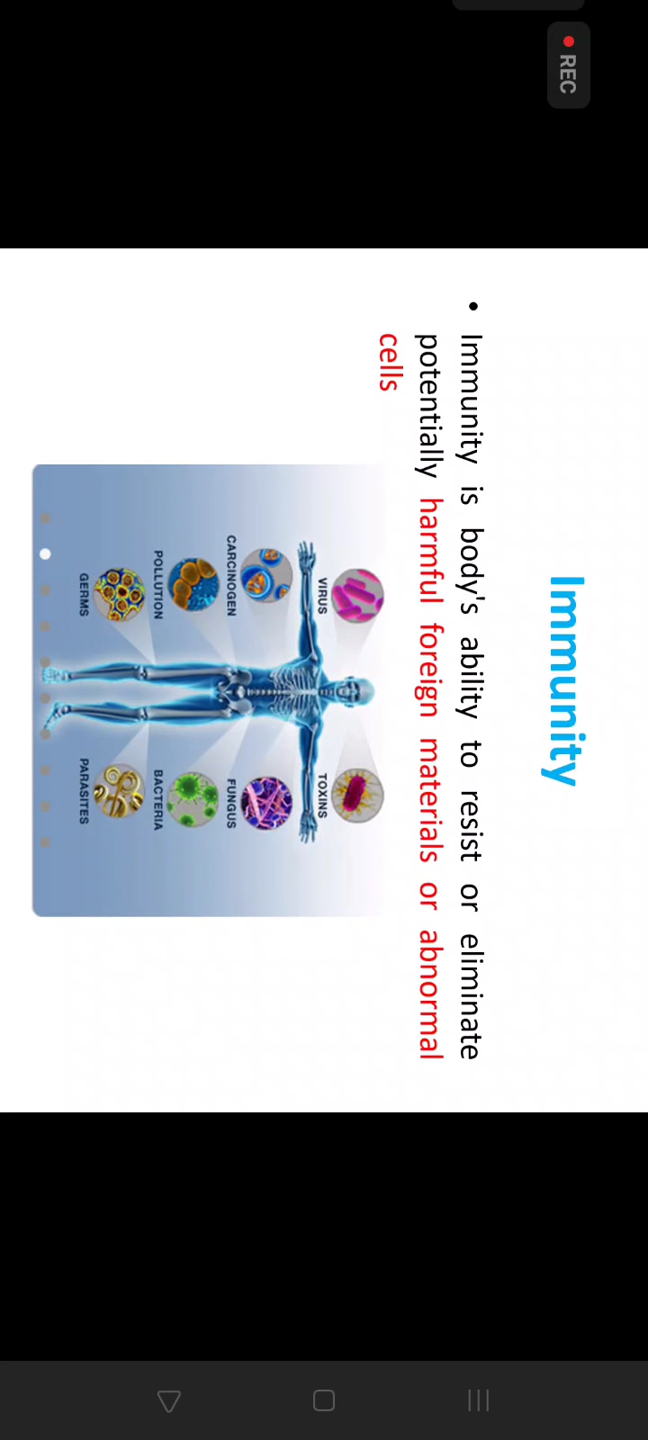 REC
Immunity
• Immunity is body's ability to resist or eliminate
potentially harmful foreign materials or abnormal
cells
VIRUS
TOXINS
CARCINOGEN
FUNGUS
POLLUTION
BACTERIA
GERMS
PARASITES